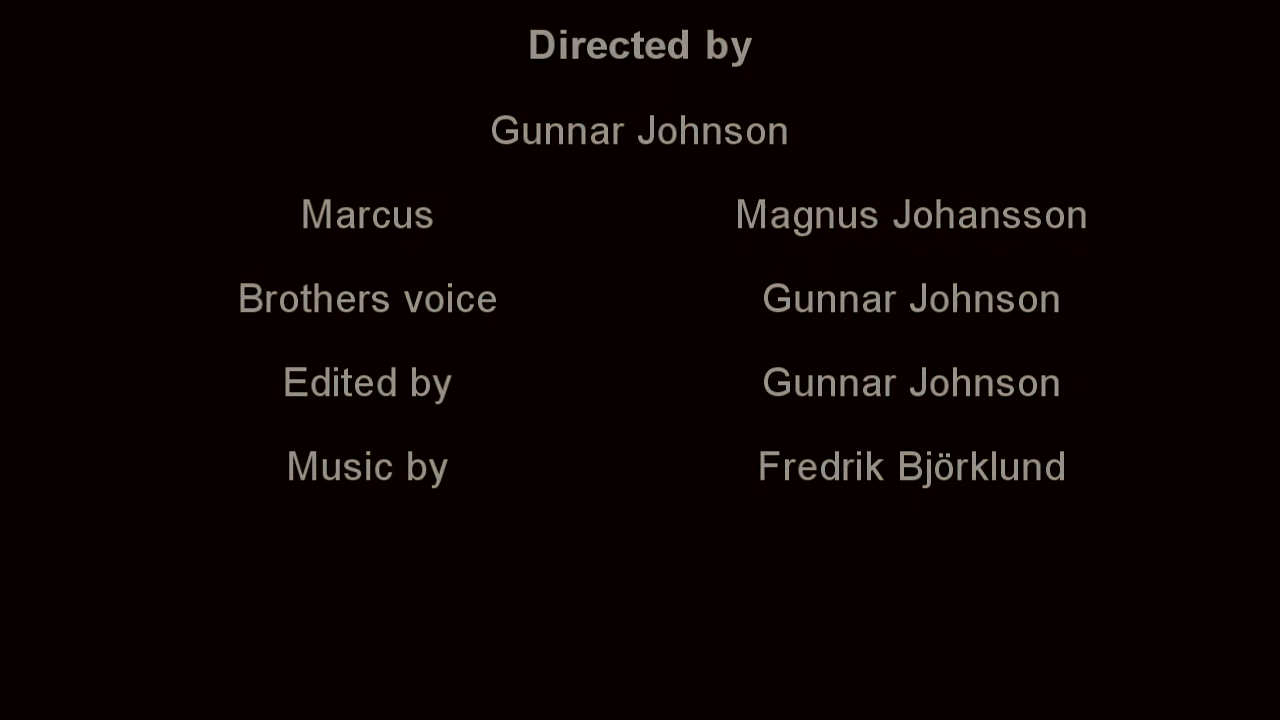 Directed by
Gunnar Johnson
Marcus Magnus Johansson
Brothers voice Gunnar Johnson
Edited by Gunnar Johnson
Music by Fredrik Björklund